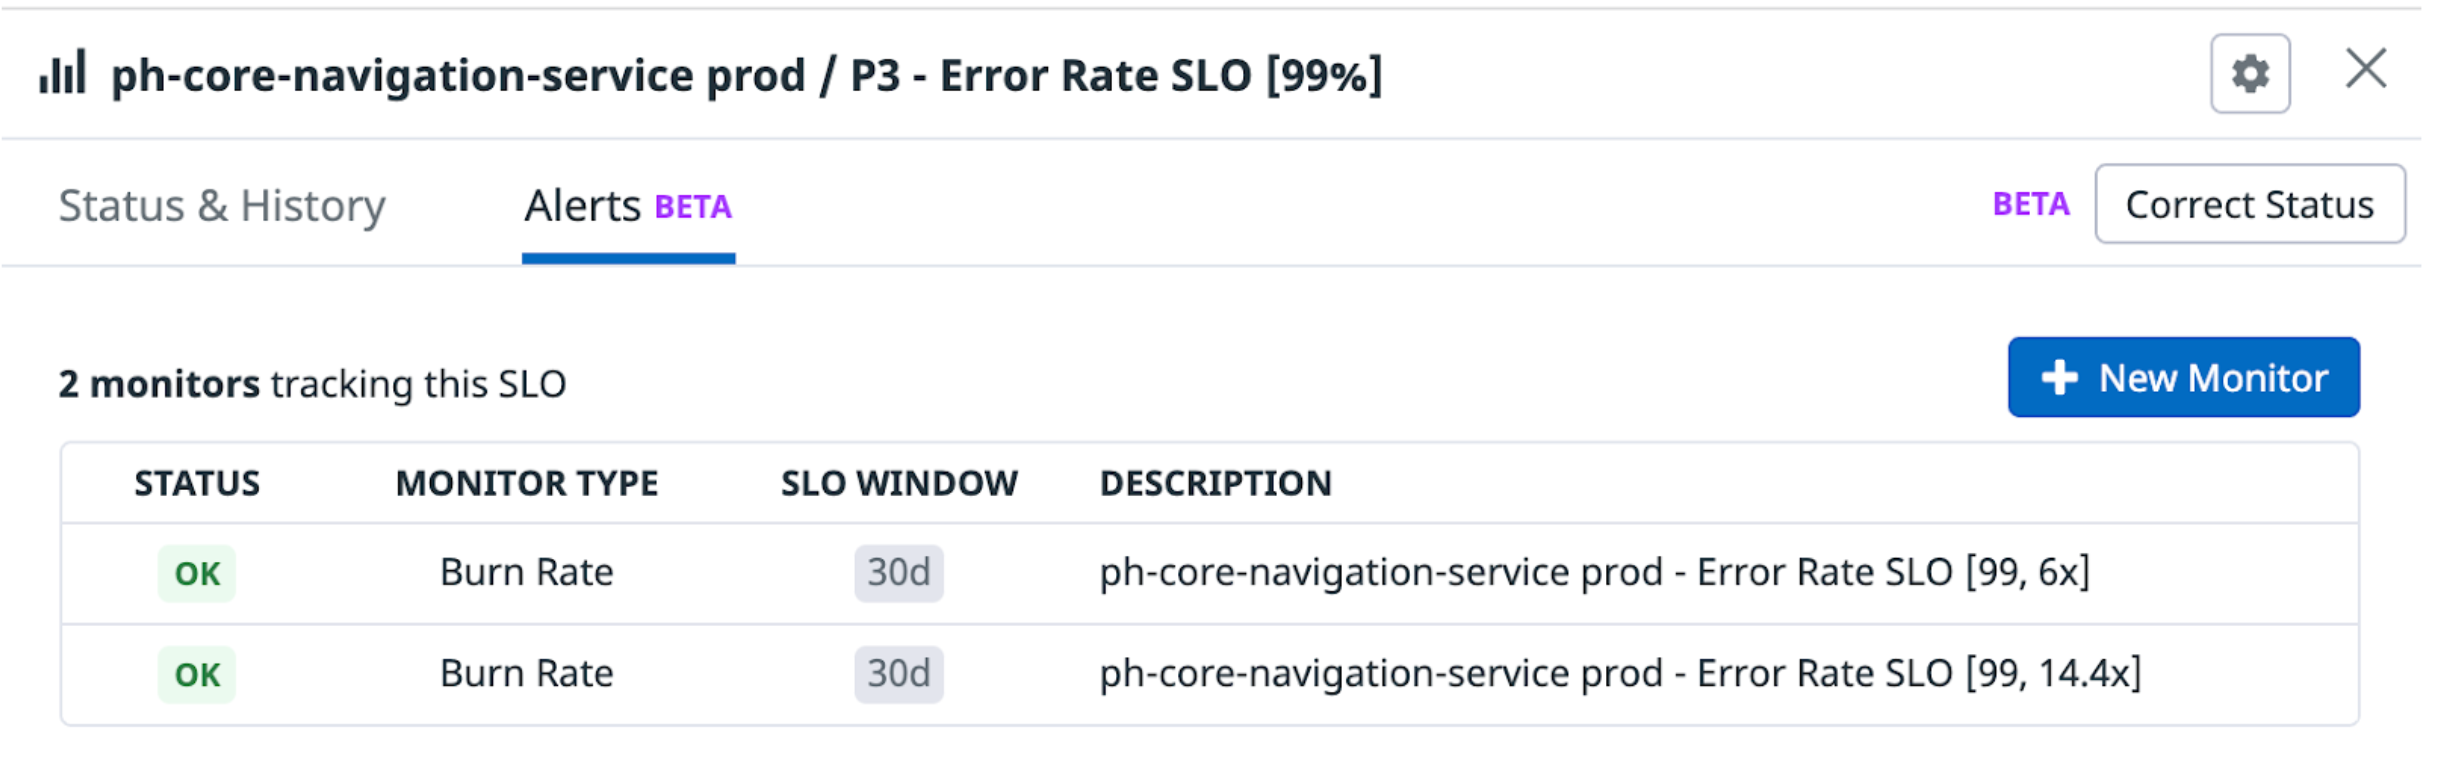 ph-core-navigation-service prod / P3 - Error Rate SLO [99%]
Status & History Alerts BETA BETA Correct Status
2 monitors tracking this SLO New Monitor
STATUS MONITOR TYPE SLO WINDOW DESCRIPTION
OK Burn Rate 30d ph-core-navigation-service prod - Error Rate SLO [99, 6x]
OK Burn Rate 30d ph-core-navigation-service prod - Error Rate SLO [99, 14.4x]